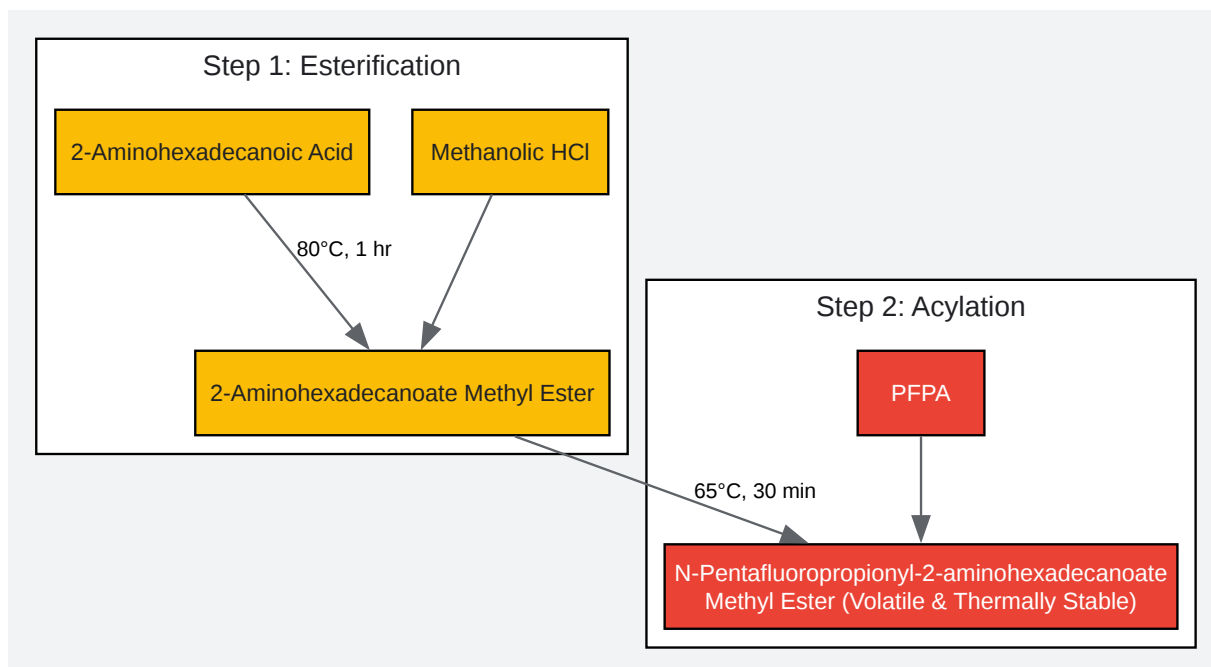 Step 1: Esterification
2-Aminohexadecanoic Acid
Methanolic HCl
80°C, 1 hr
2-Aminohexadecanoate Methyl Ester
Step 2: Acylation
PFPA
65°C, 30 min
N-Pentafluoropropionyl-2-aminohexadecanoate
Methyl Ester (Volatile & Thermally Stable)